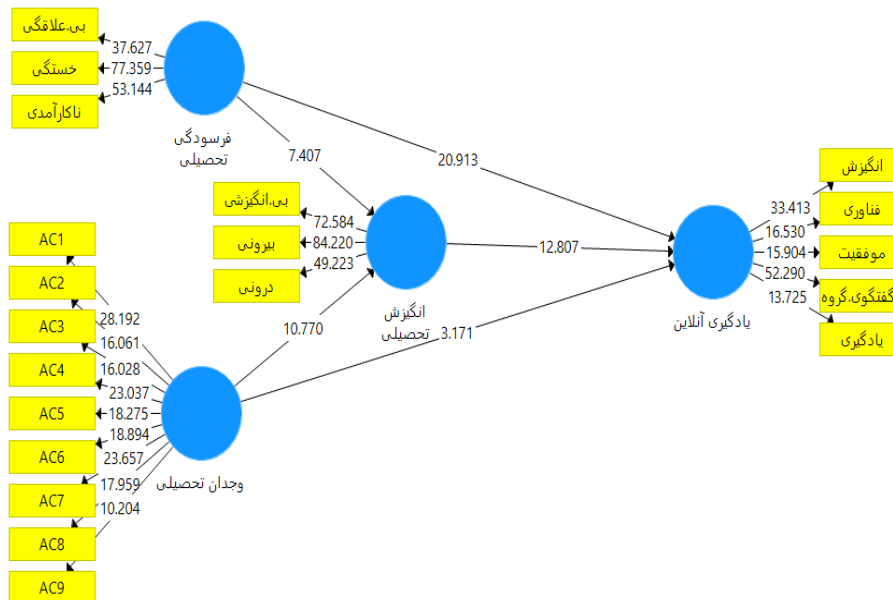 بی.علاقگی
خستگی
ناکارآمدی
37.627
77.359
53.144
فرسودگی
تحصیلی
7.407
20.913
بی.انگیزشی
بیرونی
درونی
72.584
84.220
49.223
انگیزش
تحصیلی
12.807
10.770
3.171
AC1
AC2
AC3
AC4
AC5
AC6
AC7
AC8
AC9
28.192
16.061
16.028
23.037
18.275
18.894
23.657
17.959
10.204
وجدان تحصیلی
یادگیری آنلاین
33.413
16.530
15.904
52.290
13.725
انگیزش
فناوری
موفقیت
گفتگوی.گروه
یادگیری